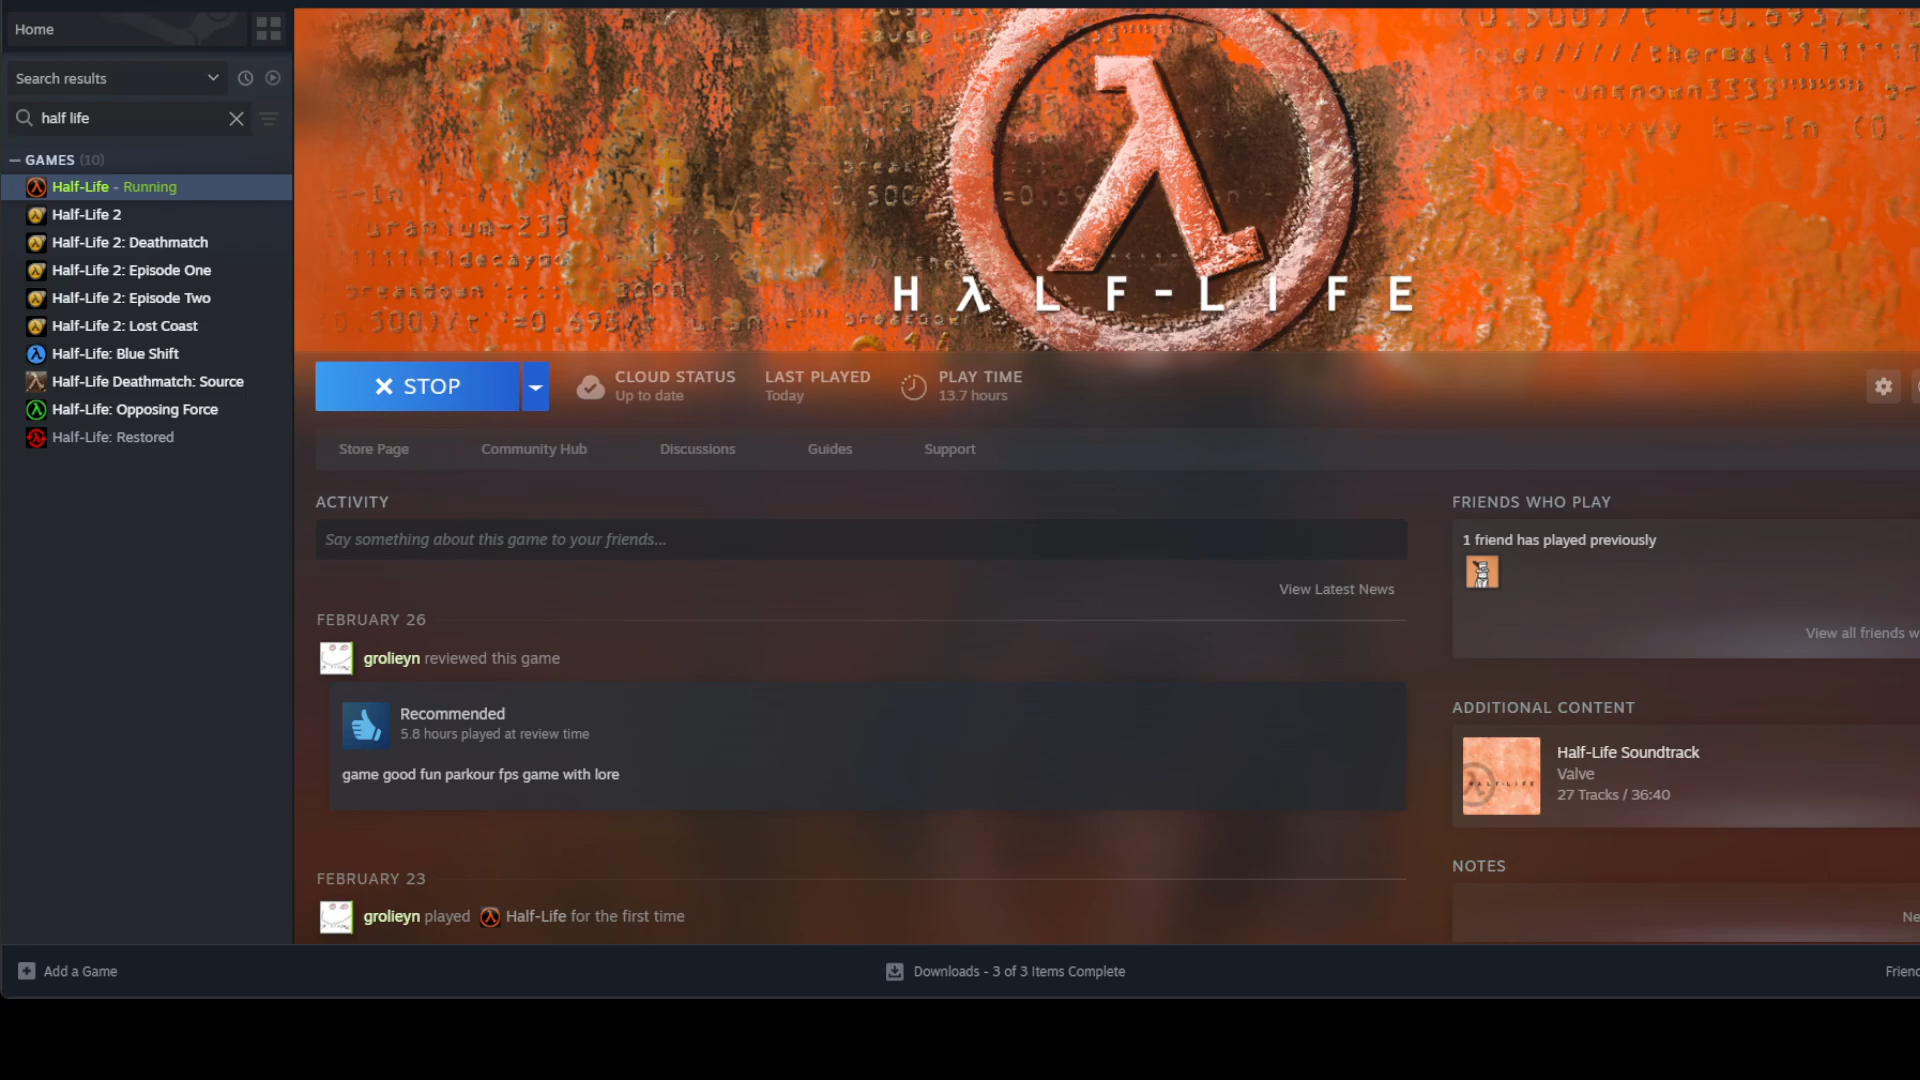 Home
Search results
half life
GAMES (10)
Half-Life - Running
Half-Life 2
Half-Life 2: Deathmatch
Half-Life 2: Episode One
Half-Life 2: Episode Two
Half-Life 2: Lost Coast
Half-Life: Blue Shift
Half-Life Deathmatch: Source
Half-Life: Opposing Force
Half-Life: Restored
HλLF-LIFE
STOP
CLOUD STATUS
Up to date
LAST PLAYED
Today
PLAY TIME
13.7 hours
Store Page
Community Hub
Discussions
Guides
Support
ACTIVITY
Say something about this game to your friends...
View Latest News
FEBRUARY 26
grolieyn reviewed this game
Recommended
5.8 hours played at review time
game good fun parkour fps game with lore
FEBRUARY 23
grolieyn played Half-Life for the first time
FRIENDS WHO PLAY
1 friend has played previously
View all friends w
ADDITIONAL CONTENT
Half-Life Soundtrack
Valve
27 Tracks / 36:40
NOTES
Ne
Add a Game
Downloads - 3 of 3 Items Complete
Frien